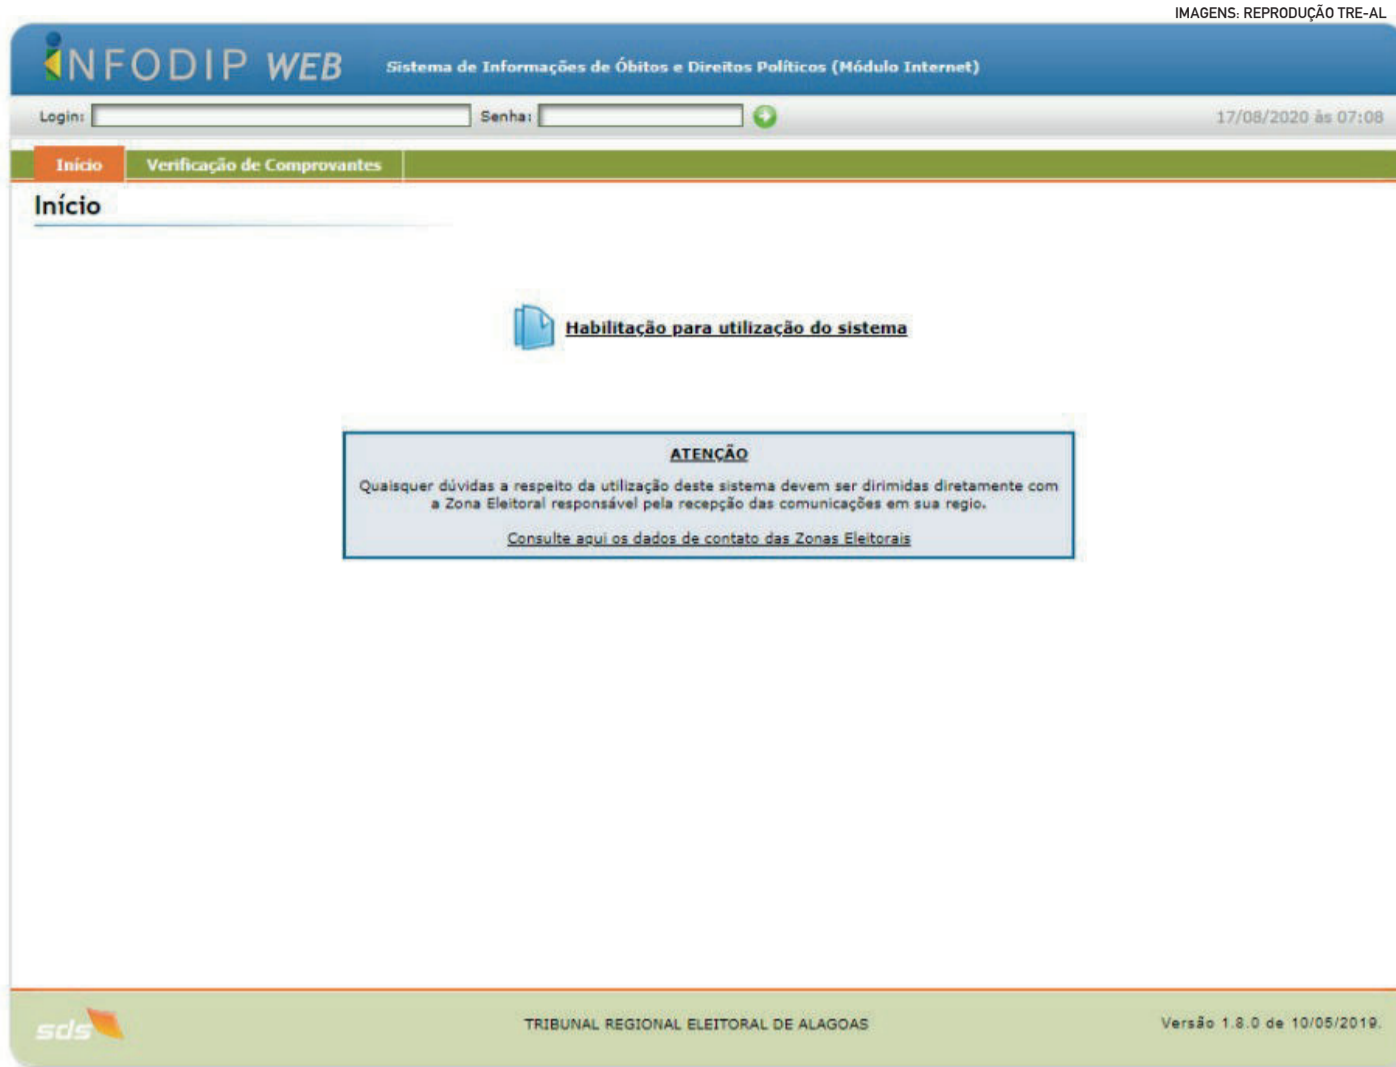 IMAGENS: REPRODUÇÃO TRE-AL
INFODIP WEB Sistema de Informações de Óbitos e Direitos Políticos (Módulo Internet)
Login: Senha: 17/08/2020 às 07:08
Início Verificação de Comprovantes
Início
Habilitação para utilização do sistema
ATENÇÃO
Quaisquer dúvidas a respeito da utilização deste sistema devem ser dirimidas diretamente com
a Zona Eleitoral responsável pela recepção das comunicações em sua regio.
Consulte aqui os dados de contato das Zonas Eleitorais
sds TRIBUNAL REGIONAL ELEITORAL DE ALAGOAS Versão 1.8.0 de 10/05/2019.